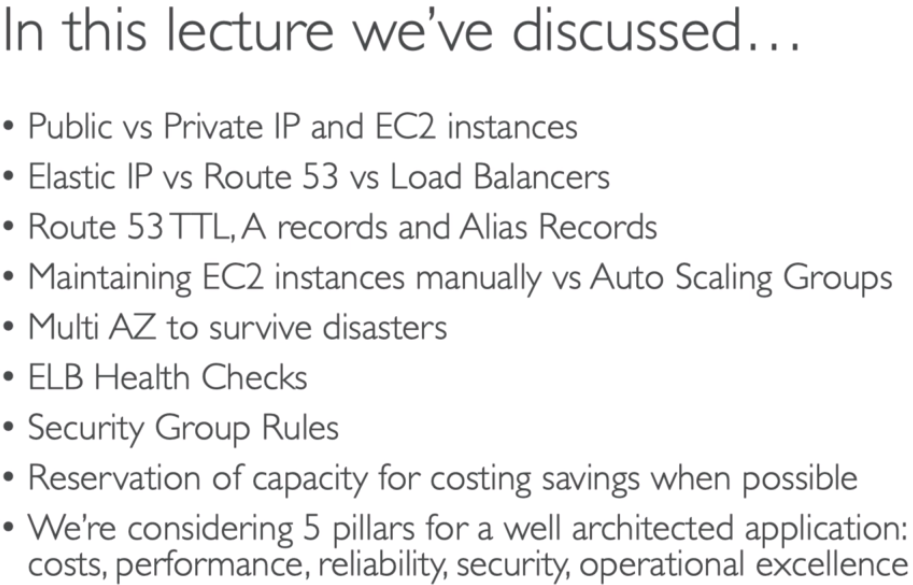 In this lecture we've discussed…
• Public vs Private IP and EC2 instances
• Elastic IP vs Route 53 vs Load Balancers
• Route 53 TTL, A records and Alias Records
• Maintaining EC2 instances manually vs Auto Scaling Groups
• Multi AZ to survive disasters
• ELB Health Checks
• Security Group Rules
• Reservation of capacity for costing savings when possible
• We're considering 5 pillars for a well architected application:
costs, performance, reliability, security, operational excellence